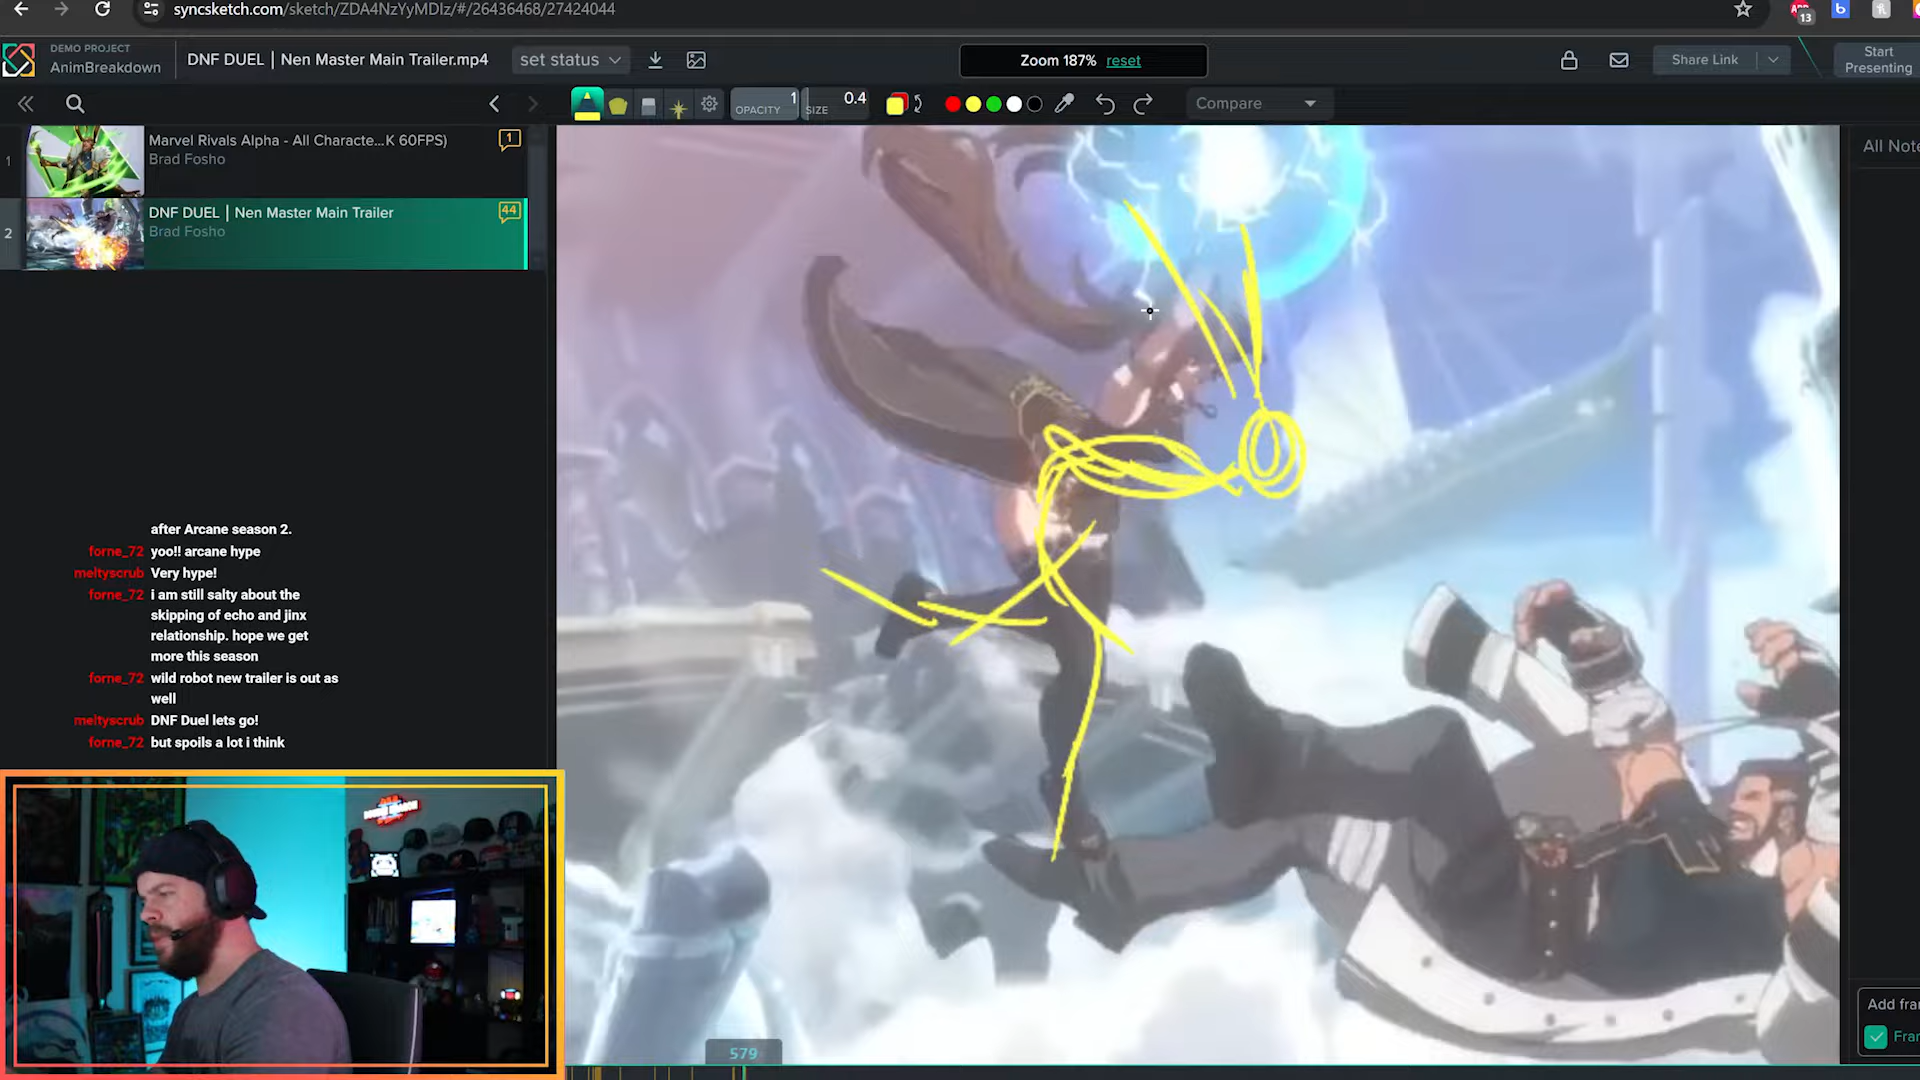 syncsketch.com/sketch/ZDA4NzYyMDIz/#/26436468/27424044
13
DEMO PROJECT
AnimBreakdown
DNF DUEL | Nen Master Main Trailer.mp4
set status
Zoom 187% reset
Share Link
Start
Presenting
OPACITY 1
SIZE 0.4
Compare
1
Marvel Rivals Alpha - All Characte...K 60FPS)
Brad Fosho
1
2
DNF DUEL | Nen Master Main Trailer
Brad Fosho
44
All Note
after Arcane season 2.
forne_72 yoo!! arcane hype
meltyscrub Very hype!
forne_72 i am still salty about the
skipping of echo and jinx
relationship. hope we get
more this season
forne_72 wild robot new trailer is out as
well
meltyscrub DNF Duel lets go!
forne_72 but spoils a lot i think
Add fra
Fra
579